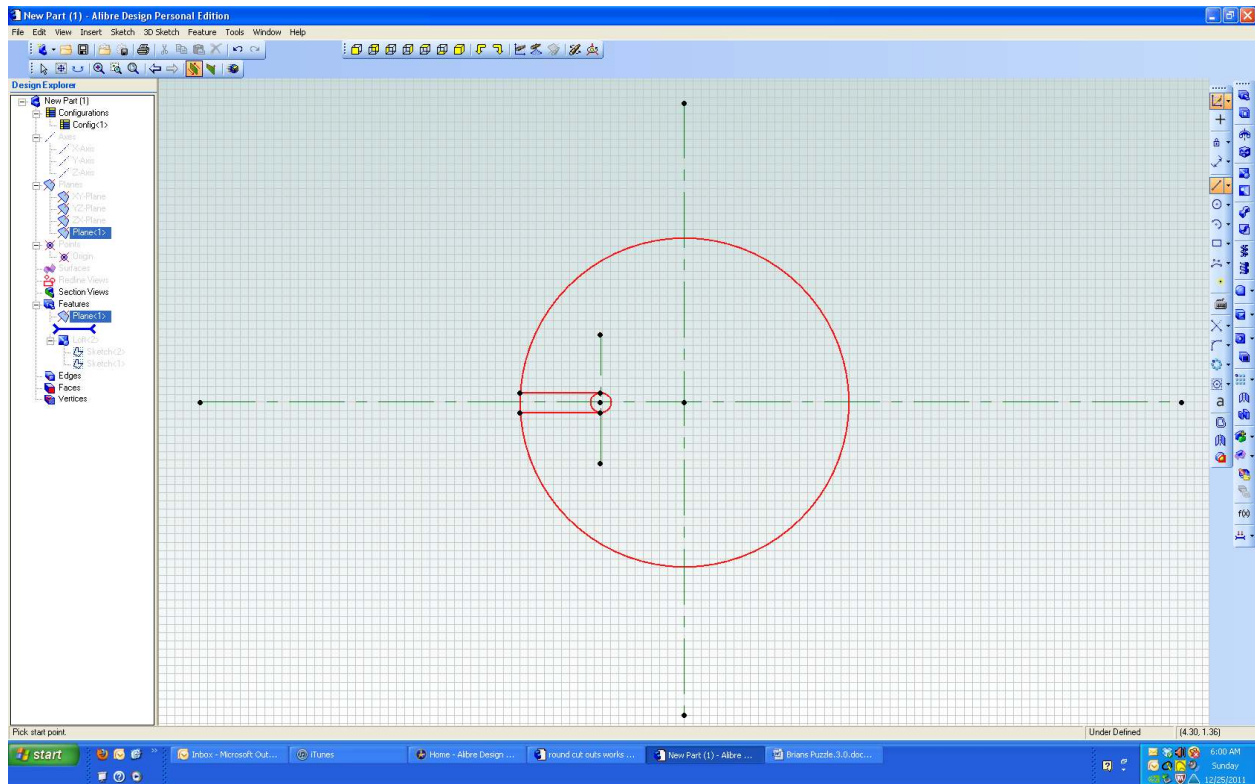 New Part (1) - Alibre Design Personal Edition
File Edit View Insert Sketch 3D Sketch Feature Tools Window Help
Design Explorer
New Part (1)
Configurations
Config<1>
Axes
X-Axis
Y-Axis
Z-Axis
Planes
XY-Plane
YZ-Plane
ZX-Plane
Plane<1>
Points
Origin
Surfaces
Redline Views
Section Views
Features
Plane<1>
Loft<2>
Sketch<2>
Sketch<1>
Edges
Faces
Vertices
a
f(x)
Pick start point.
Under Defined
(4.30, 1.36)
start
Inbox - Microsoft Out...
iTunes
Home - Alibre Design ...
round cut outs works ...
New Part (1) - Alibre ...
Brians Puzzle.3.0.doc...
6:00 AM
Sunday
12/25/2011